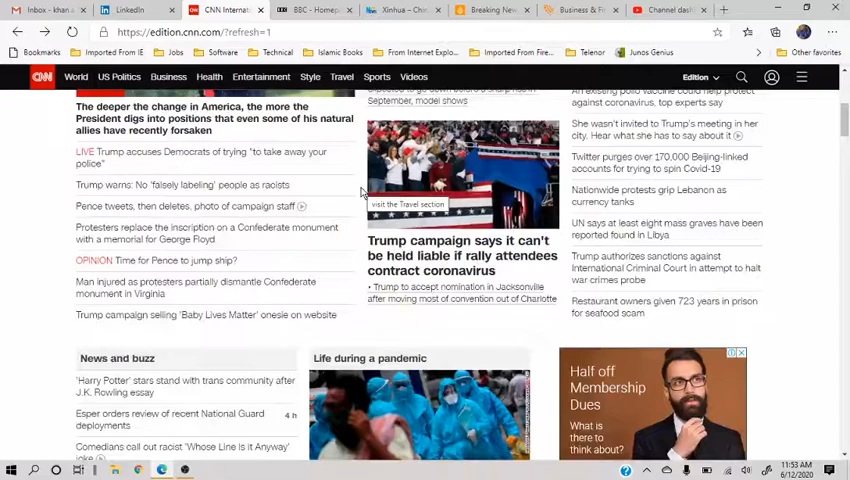 Inbox - khan a
LinkedIn
CNN Internati
BBC - Homep
Xinhua – Chin
Breaking New
Business & Fi
Channel dash
https://edition.cnn.com/?refresh=1
Bookmarks
Imported From IE
Jobs
Software
Technical
Islamic Books
From Internet Explo...
Imported From Fire...
Telenor
Junos Genius
Other favorites
CNN
World
US Politics
Business
Health
Entertainment
Style
Travel
Sports
Videos
Edition
The deeper the change in America, the more the
President digs into positions that even some of his natural
allies have recently forsaken
LIVE Trump accuses Democrats of trying "to take away your
police"
Trump warns: No 'falsely labeling' people as racists
Pence tweets, then deletes, photo of campaign staff
Protesters replace the inscription on a Confederate monument
with a memorial for George Floyd
OPINION Time for Pence to jump ship?
Man injured as protesters partially dismantle Confederate
monument in Virginia
Trump campaign selling 'Baby Lives Matter' onesie on website
September, model shows
visit the Travel section
Trump campaign says it can't
be held liable if rally attendees
contract coronavirus
• Trump to accept nomination in Jacksonville
after moving most of convention out of Charlotte
An existing polio vaccine could help protect
against coronavirus, top experts say
She wasn't invited to Trump's meeting in her
city. Hear what she has to say about it
Twitter purges over 170,000 Beijing-linked
accounts for trying to spin Covid-19
Nationwide protests grip Lebanon as
currency tanks
UN says at least eight mass graves have been
reported found in Libya
Trump authorizes sanctions against
International Criminal Court in attempt to halt
war crimes probe
Restaurant owners given 723 years in prison
for seafood scam
News and buzz
'Harry Potter' stars stand with trans community after
J.K. Rowling essay
Esper orders review of recent National Guard
deployments
4 h
Comedians call out racist 'Whose Line Is it Anyway'
joke
Life during a pandemic
Half off
Membership
Dues
What is
there to
think about?
11:53 AM
6/12/2020